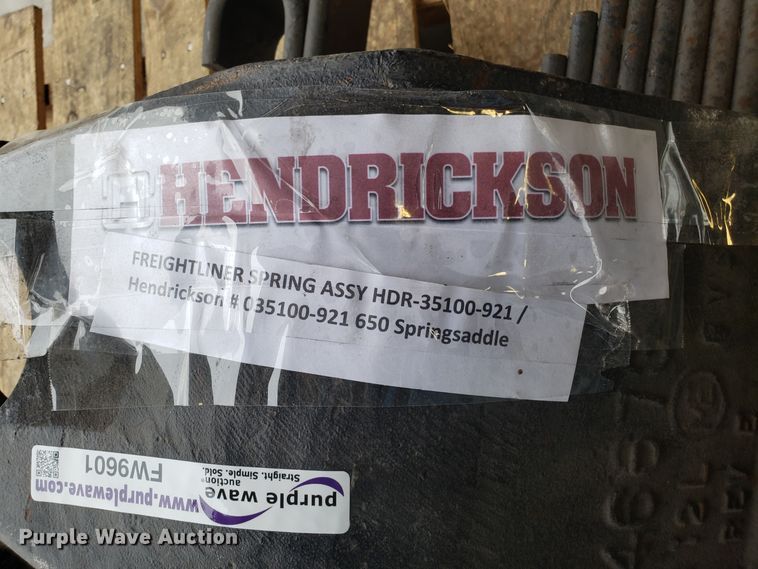 HENDRICKSON
FREIGHTLINER SPRING ASSY HDR-35100-921 /
Hendrickson # 035100-921 650 Springsaddle
purple wave
auction®
Straight. Simple. Sold.
FW9601
www.purplewave.com
REV
Purple Wave Auction